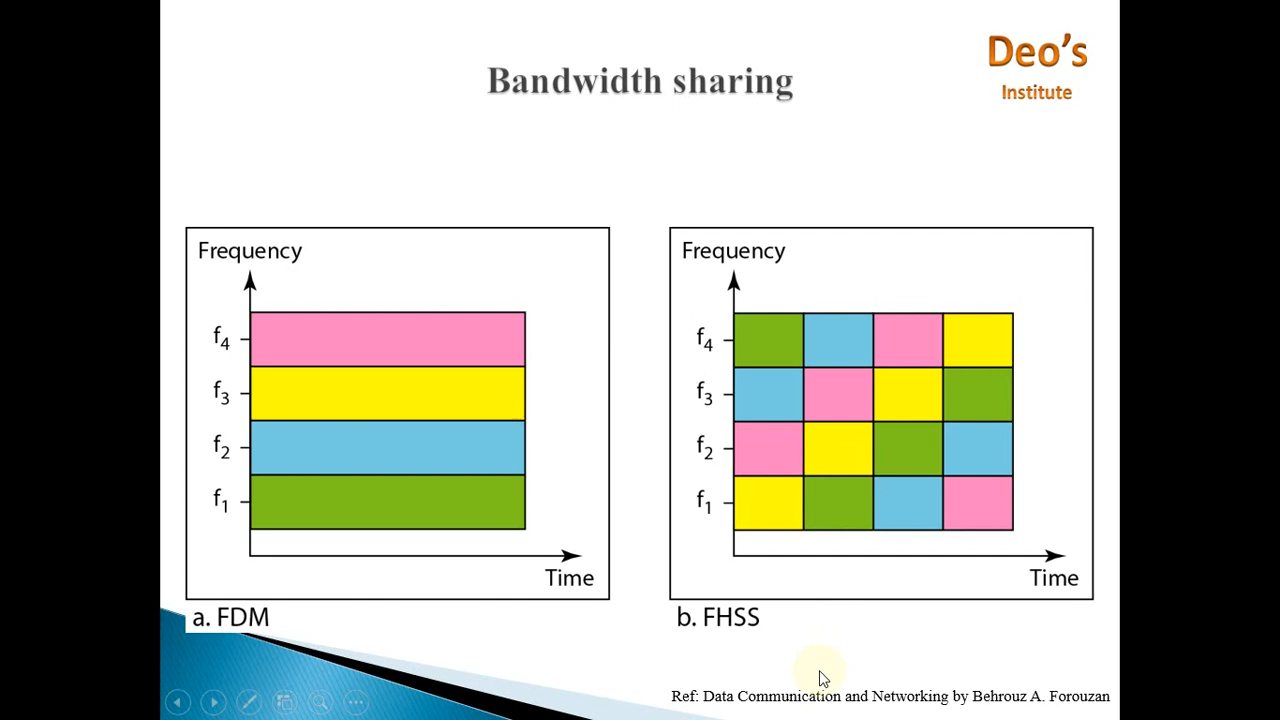 Deo's
Institute
Bandwidth sharing
Frequency
f4
f3
f2
f1
Time
a. FDM
Frequency
f4
f3
f2
f1
Time
b. FHSS
Ref: Data Communication and Networking by Behrouz A. Forouzan